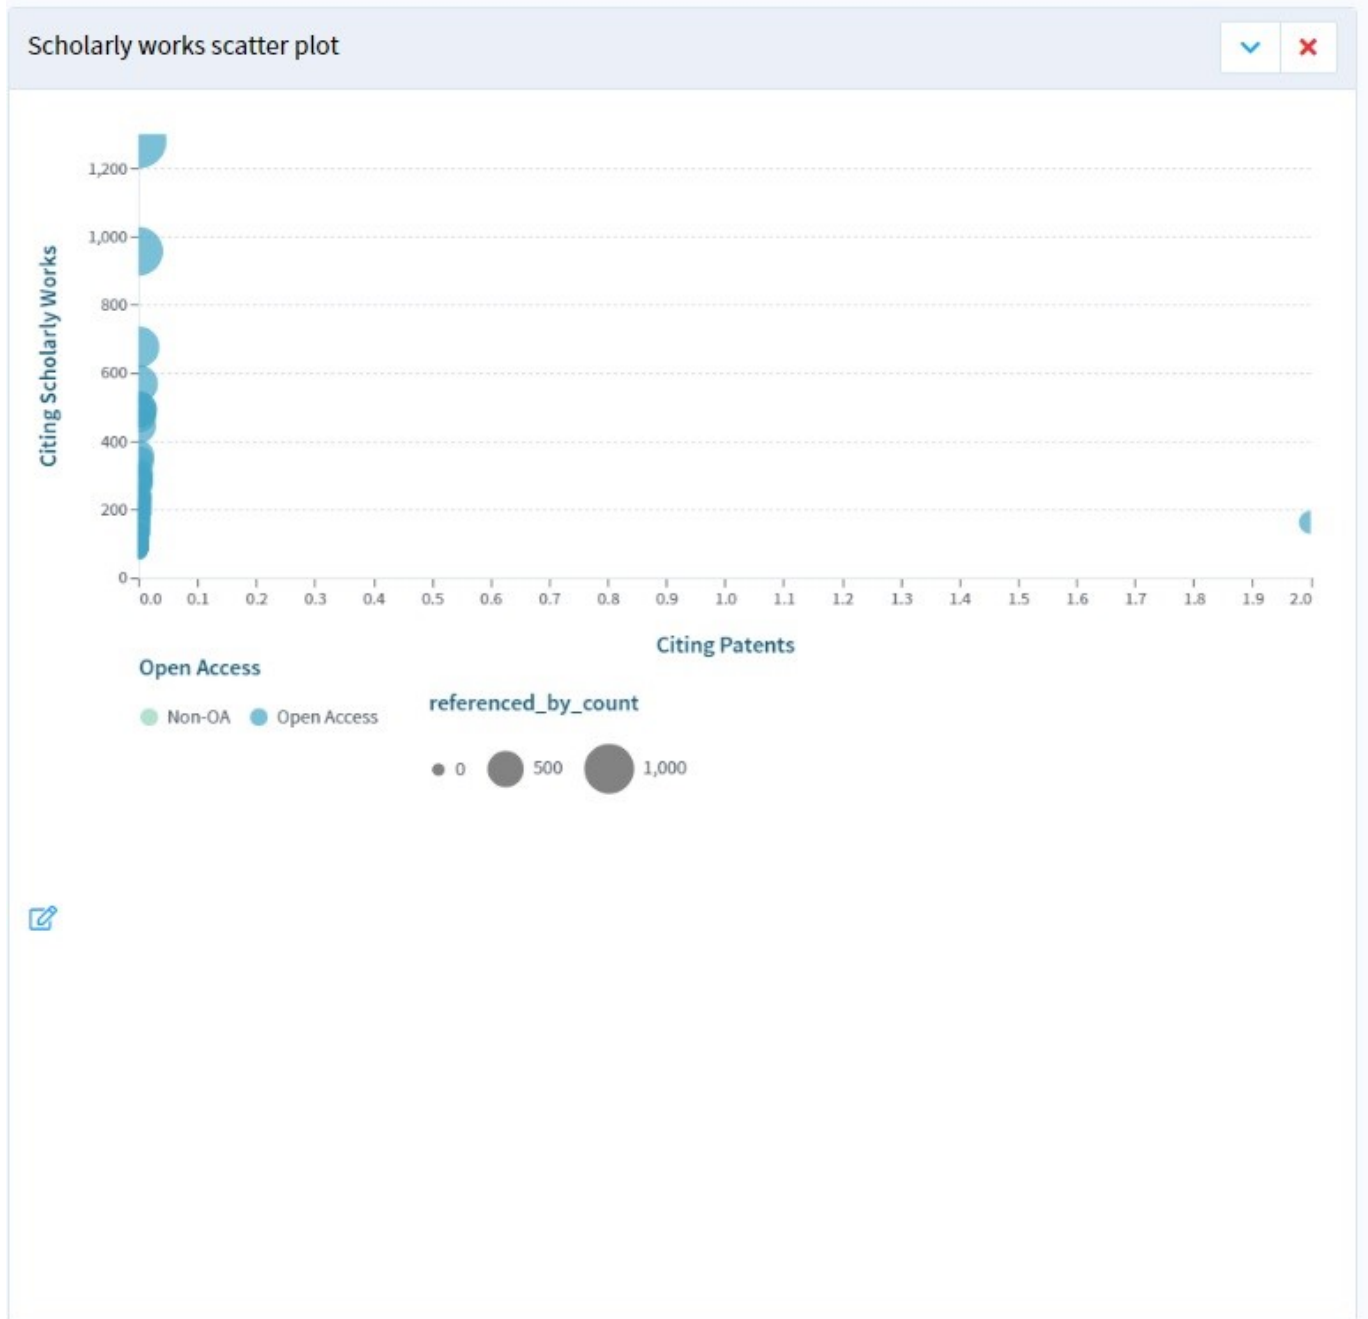 Scholarly works scatter plot
Citing Scholarly Works
1,200
1,000
800
600
400
200
0
0.0 0.1 0.2 0.3 0.4 0.5 0.6 0.7 0.8 0.9 1.0 1.1 1.2 1.3 1.4 1.5 1.6 1.7 1.8 1.9 2.0
Citing Patents
Open Access
Non-OA Open Access
referenced_by_count
0 500 1,000